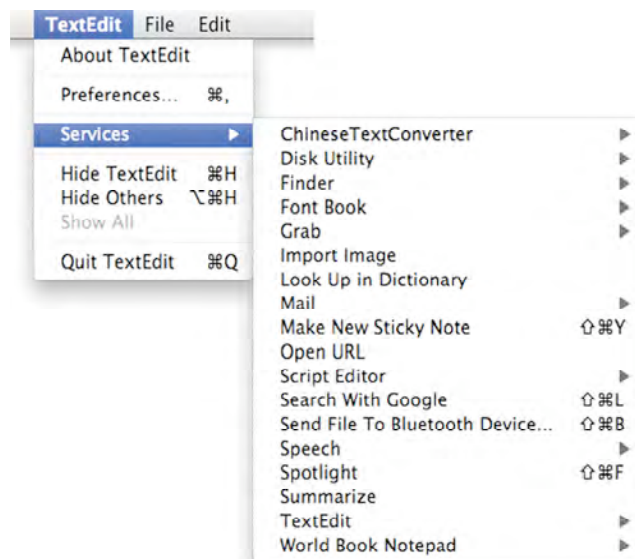 TextEdit File Edit
About TextEdit
Preferences... ⌘,
Services ▶
Hide TextEdit ⌘H
Hide Others ⌥⌘H
Show All
Quit TextEdit ⌘Q
ChineseTextConverter ▶
Disk Utility ▶
Finder ▶
Font Book ▶
Grab ▶
Import Image
Look Up in Dictionary
Mail ▶
Make New Sticky Note ⇧⌘Y
Open URL
Script Editor ▶
Search With Google ⇧⌘L
Send File To Bluetooth Device... ⇧⌘B
Speech ▶
Spotlight ⇧⌘F
Summarize
TextEdit ▶
World Book Notepad ▶